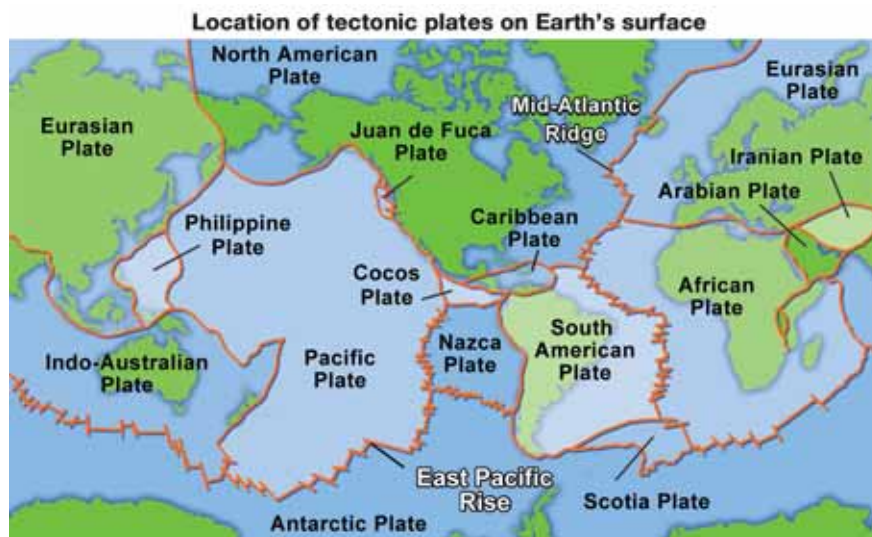 Location of tectonic plates on Earth's surface
North American
Plate
Eurasian
Plate
Mid-Atlantic
Ridge
Eurasian
Plate
Juan de Fuca
Plate
Iranian Plate
Arabian Plate
Philippine
Plate
Caribbean
Plate
Cocos
Plate
African
Plate
Indo-Australian
Plate
Pacific
Plate
Nazca
Plate
South
American
Plate
East Pacific
Rise
Scotia Plate
Antarctic Plate